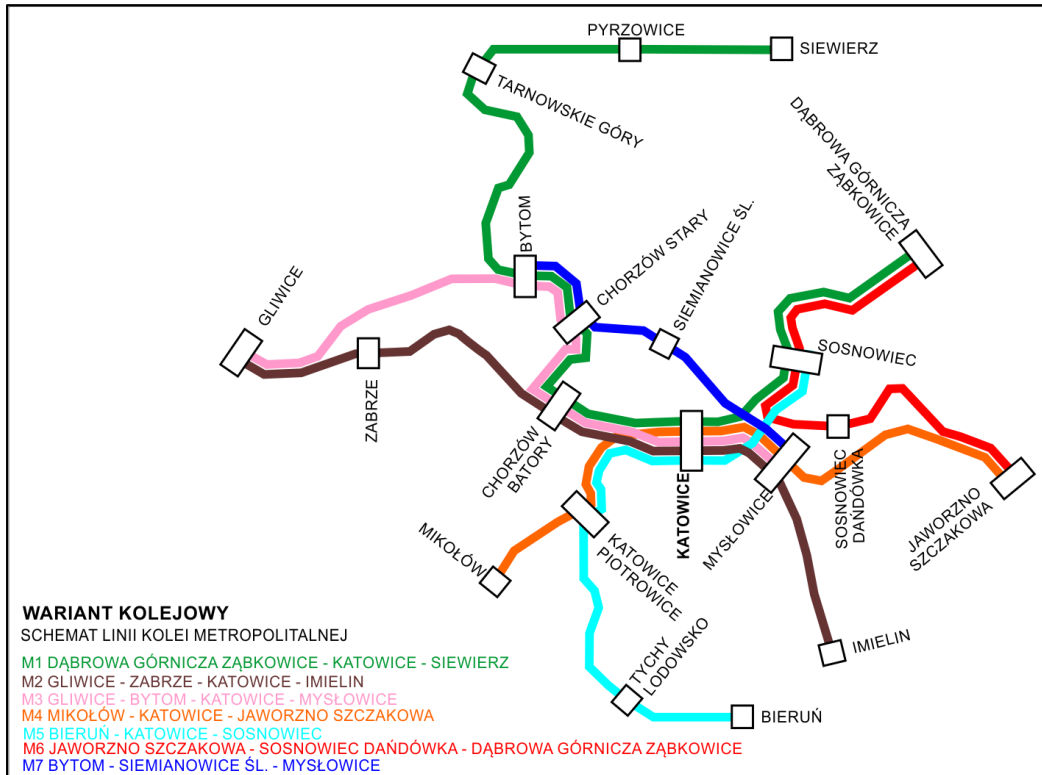 PYRZOWICE
SIEWIERZ
TARNOWSKIE GÓRY
DĄBROWA GÓRNICZA
ZĄBKOWICE
BYTOM
CHORZÓW STARY
SIEMIANOWICE ŚL.
GLIWICE
ZABRZE
SOSNOWIEC
CHORZÓW
BATORY
KATOWICE
MYSŁOWICE
SOSNOWIEC
DAŃDÓWKA
JAWORZNO
SZCZAKOWA
MIKOŁÓW
KATOWICE
PIOTROWICE
IMIELIN
TYCHY
LODOWSKO
BIERUŃ
WARIANT KOLEJOWY
SCHEMAT LINII KOLEI METROPOLITALNEJ
M1 DĄBROWA GÓRNICZA ZĄBKOWICE - KATOWICE - SIEWIERZ
M2 GLIWICE - ZABRZE - KATOWICE - IMIELIN
M3 GLIWICE - BYTOM - KATOWICE - MYSŁOWICE
M4 MIKOŁÓW - KATOWICE - JAWORZNO SZCZAKOWA
M5 BIERUŃ - KATOWICE - SOSNOWIEC
M6 JAWORZNO SZCZAKOWA - SOSNOWIEC DAŃDÓWKA - DĄBROWA GÓRNICZA ZĄBKOWICE
M7 BYTOM - SIEMIANOWICE ŚL. - MYSŁOWICE